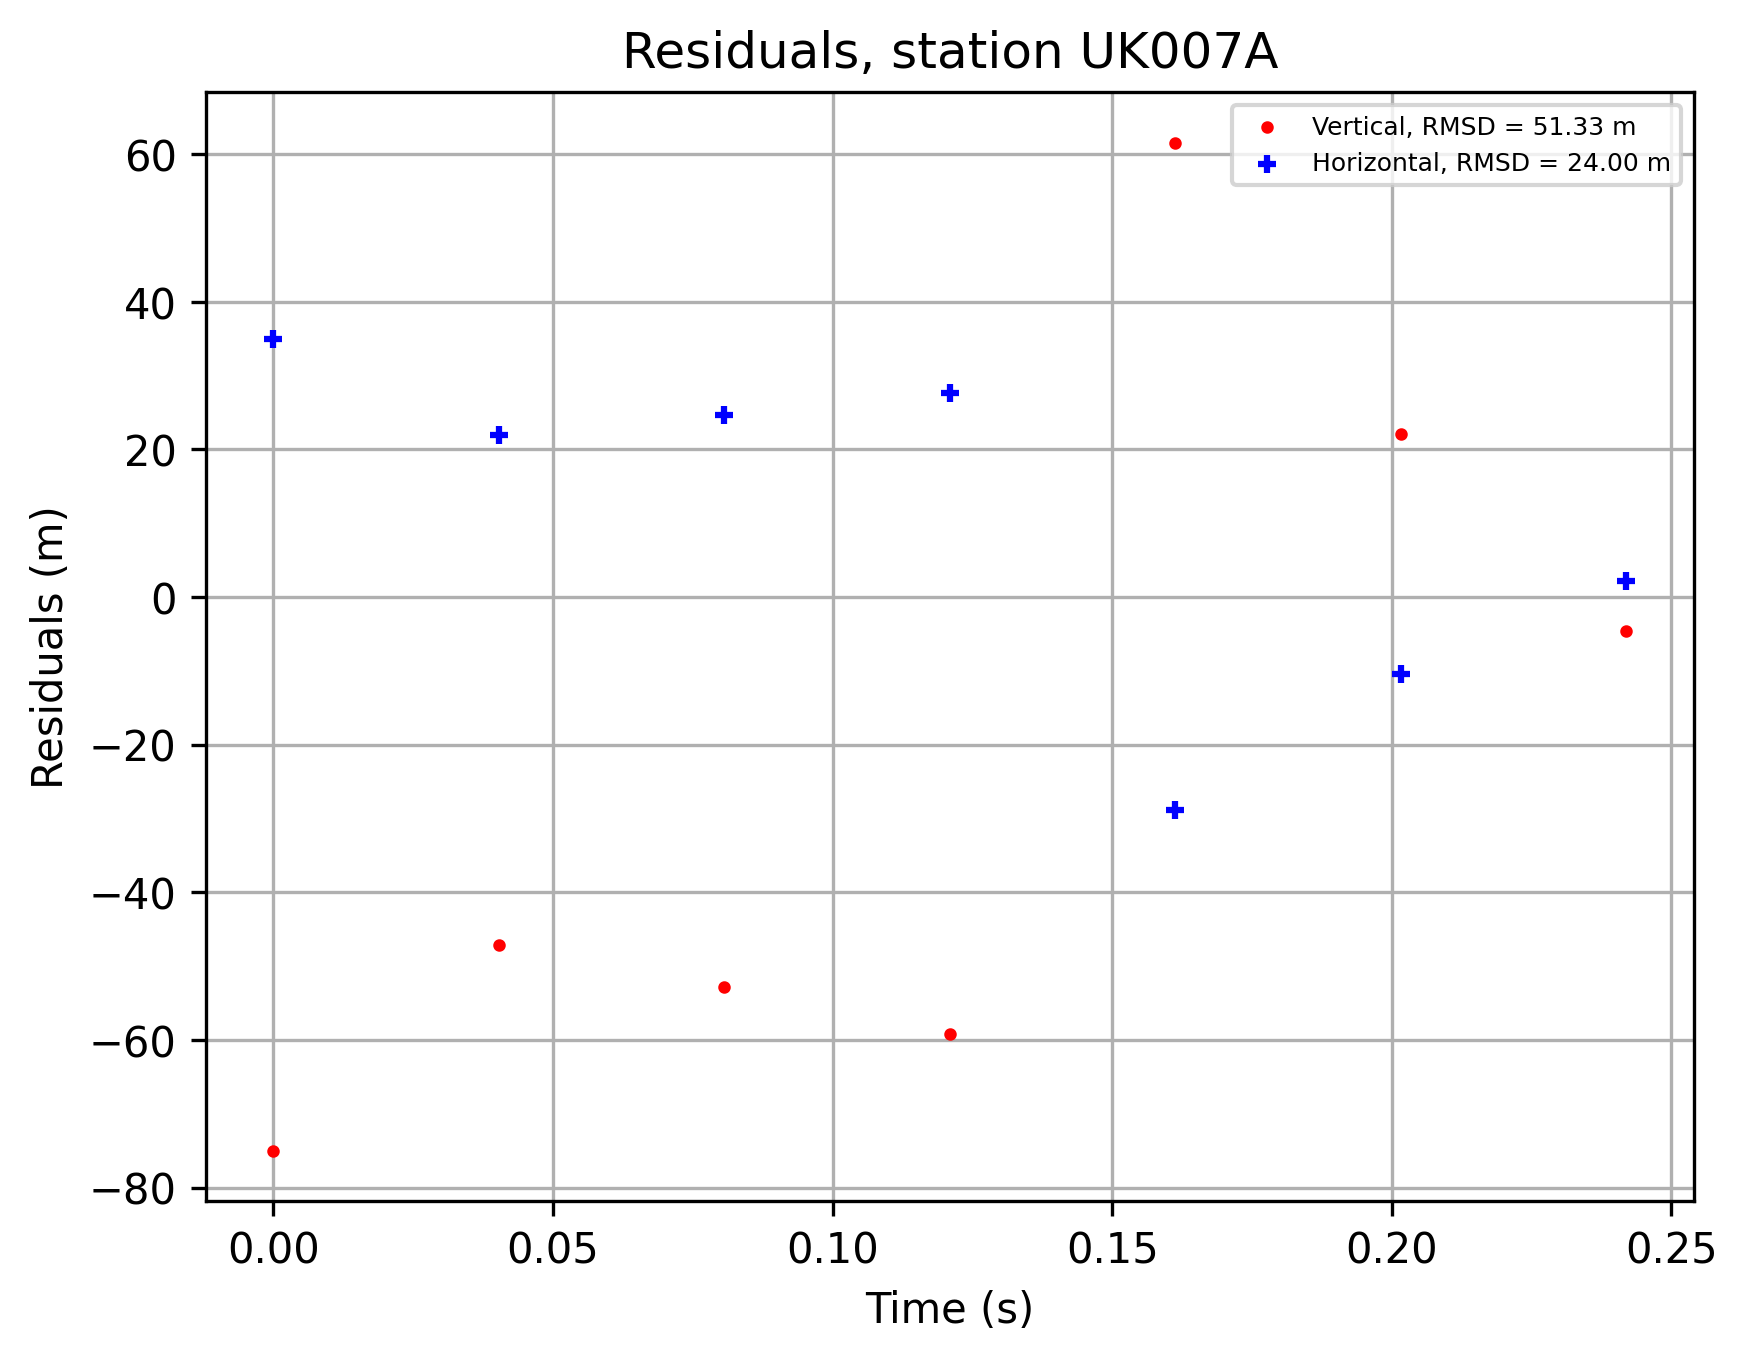 Residuals, station UK007A
Vertical, RMSD = 51.33 m
Horizontal, RMSD = 24.00 m
60
40
20
0
−20
−40
−60
−80
Residuals (m)
0.00 0.05 0.10 0.15 0.20 0.25
Time (s)